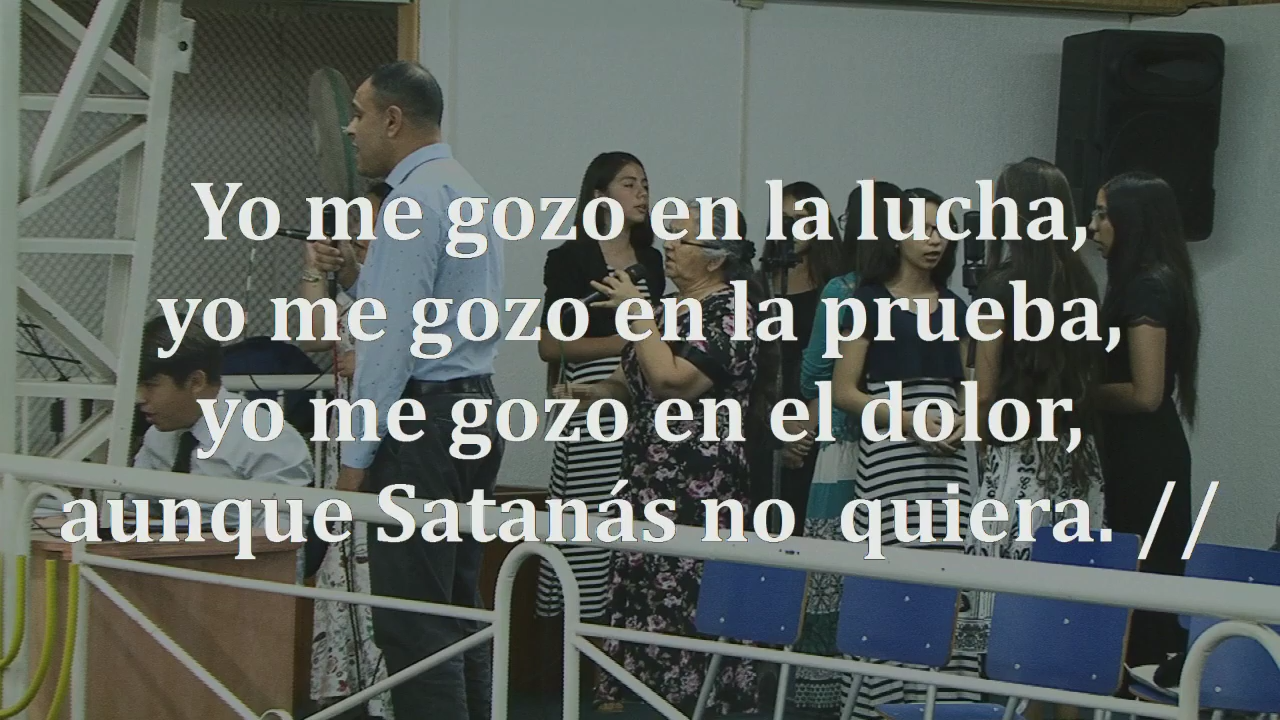 Yo me gozo en la lucha,
yo me gozo en la prueba,
yo me gozo en el dolor,
aunque Satanás no  quiera. //